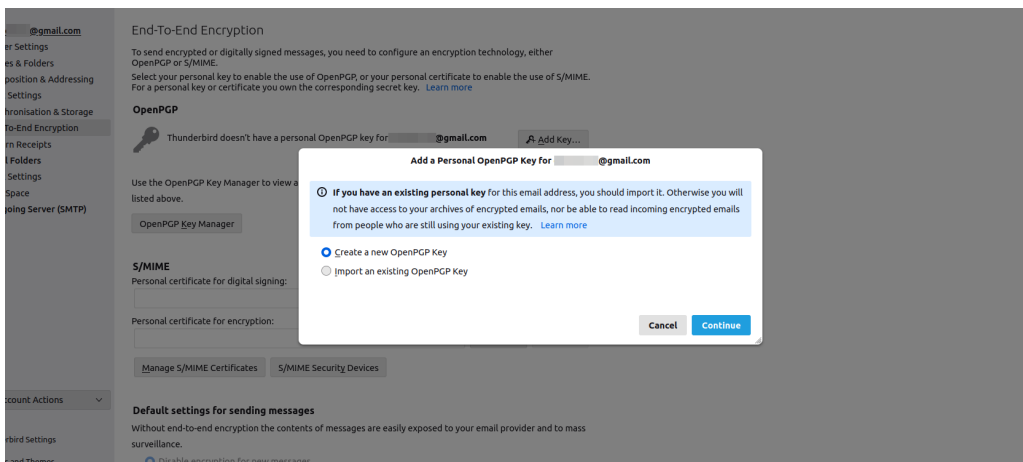 @gmail.com
er Settings
es & Folders
position & Addressing
Settings
hronisation & Storage
To-End Encryption
rn Receipts
l Folders
Settings
Space
going Server (SMTP)
ccount Actions
rbird Settings
End-To-End Encryption
To send encrypted or digitally signed messages, you need to configure an encryption technology, either
OpenPGP or S/MIME.
Select your personal key to enable the use of OpenPGP, or your personal certificate to enable the use of S/MIME.
For a personal key or certificate you own the corresponding secret key. Learn more
OpenPGP
Thunderbird doesn't have a personal OpenPGP key for @gmail.com
Add Key...
Use the OpenPGP Key Manager to view a
listed above.
OpenPGP Key Manager
S/MIME
Personal certificate for digital signing:
Personal certificate for encryption:
Manage S/MIME Certificates
S/MIME Security Devices
Default settings for sending messages
Without end-to-end encryption the contents of messages are easily exposed to your email provider and to mass
surveillance.
Disable encryption for new messages
Add a Personal OpenPGP Key for @gmail.com
If you have an existing personal key for this email address, you should import it. Otherwise you will
not have access to your archives of encrypted emails, nor be able to read incoming encrypted emails
from people who are still using your existing key. Learn more
Create a new OpenPGP Key
Import an existing OpenPGP Key
Cancel
Continue